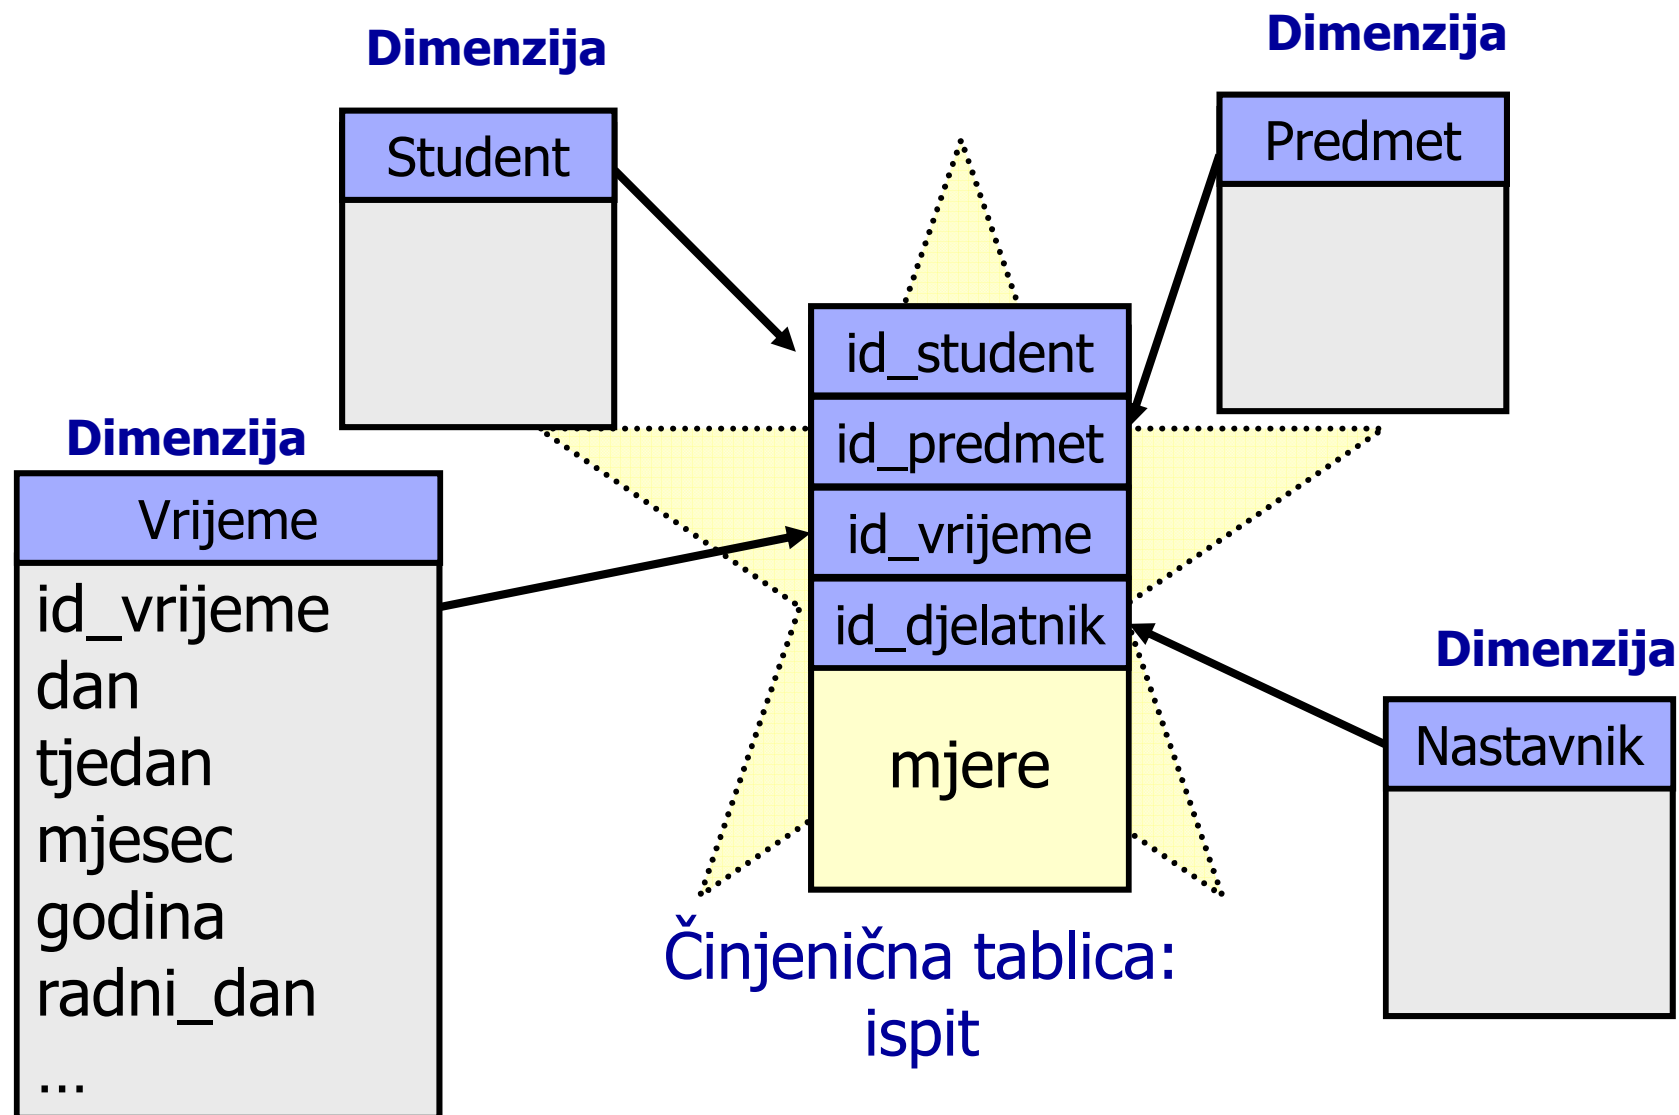 Dimenzija
Student
Dimenzija
Predmet
Dimenzija
Vrijeme
id_vrijeme
dan
tjedan
mjesec
godina
radni_dan
...
id_student
id_predmet
id_vrijeme
id_djelatnik
mjere
Činjenična tablica:
ispit
Dimenzija
Nastavnik